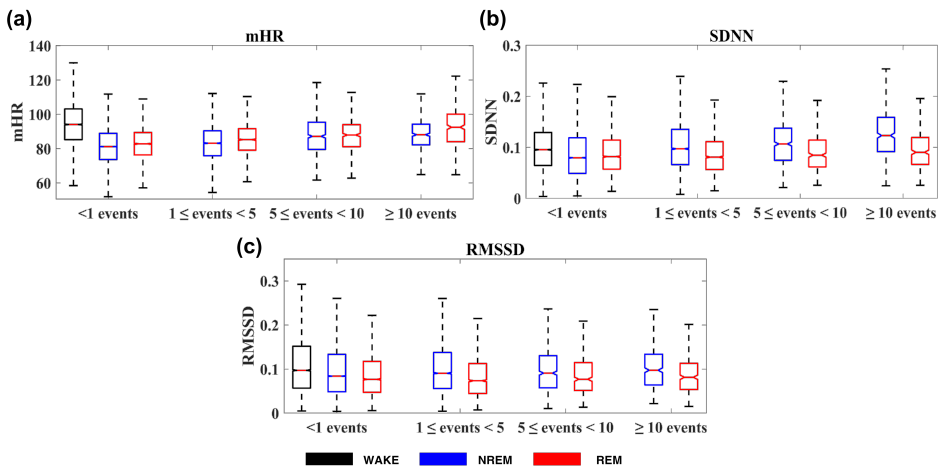 (a)
mHR
mHR
140
120
100
80
60
<1 events
1 ≤ events < 5
5 ≤ events < 10
≥ 10 events
(b)
SDNN
SDNN
0.3
0.2
0.1
0
<1 events
1 ≤ events < 5
5 ≤ events < 10
≥ 10 events
(c)
RMSSD
RMSSD
0.3
0.2
0.1
0
<1 events
1 ≤ events < 5
5 ≤ events < 10
≥ 10 events
WAKE
NREM
REM